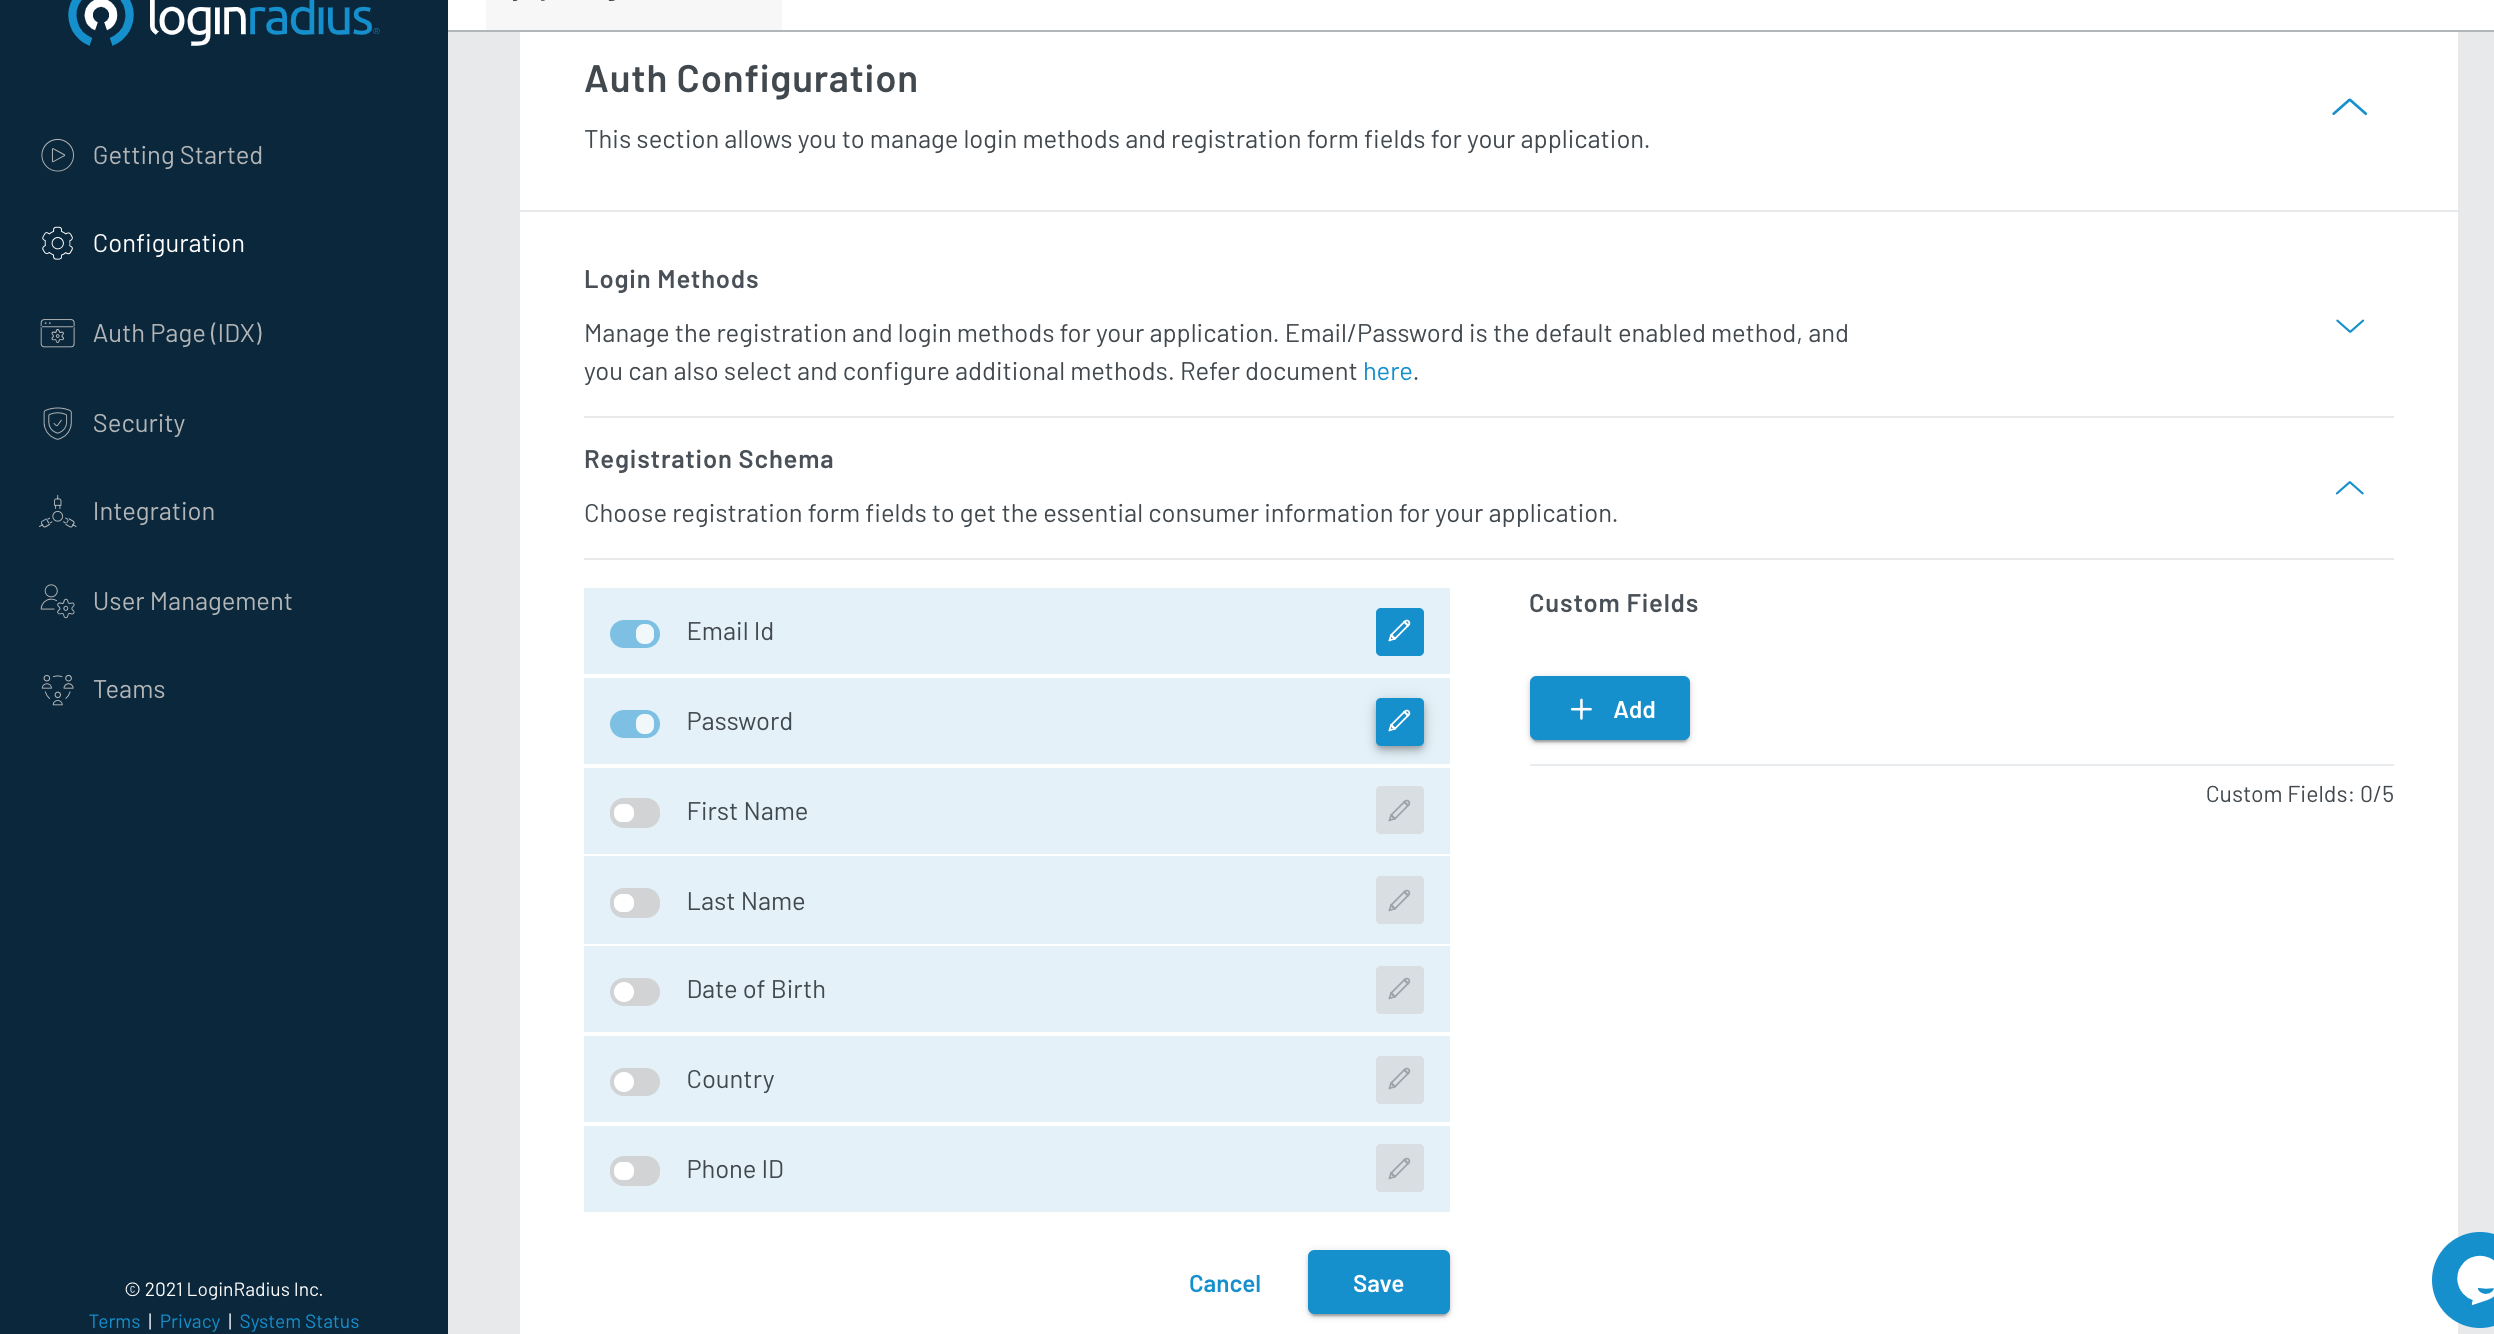 loginradius
Getting Started
Configuration
Auth Page (IDX)
Security
Integration
User Management
Teams
© 2021 LoginRadius Inc.
Terms | Privacy | System Status
Auth Configuration
This section allows you to manage login methods and registration form fields for your application.
Login Methods
Manage the registration and login methods for your application. Email/Password is the default enabled method, and
you can also select and configure additional methods. Refer document here.
Registration Schema
Choose registration form fields to get the essential consumer information for your application.
Email Id
Password
First Name
Last Name
Date of Birth
Country
Phone ID
Cancel
Save
Custom Fields
+ Add
Custom Fields: 0/5